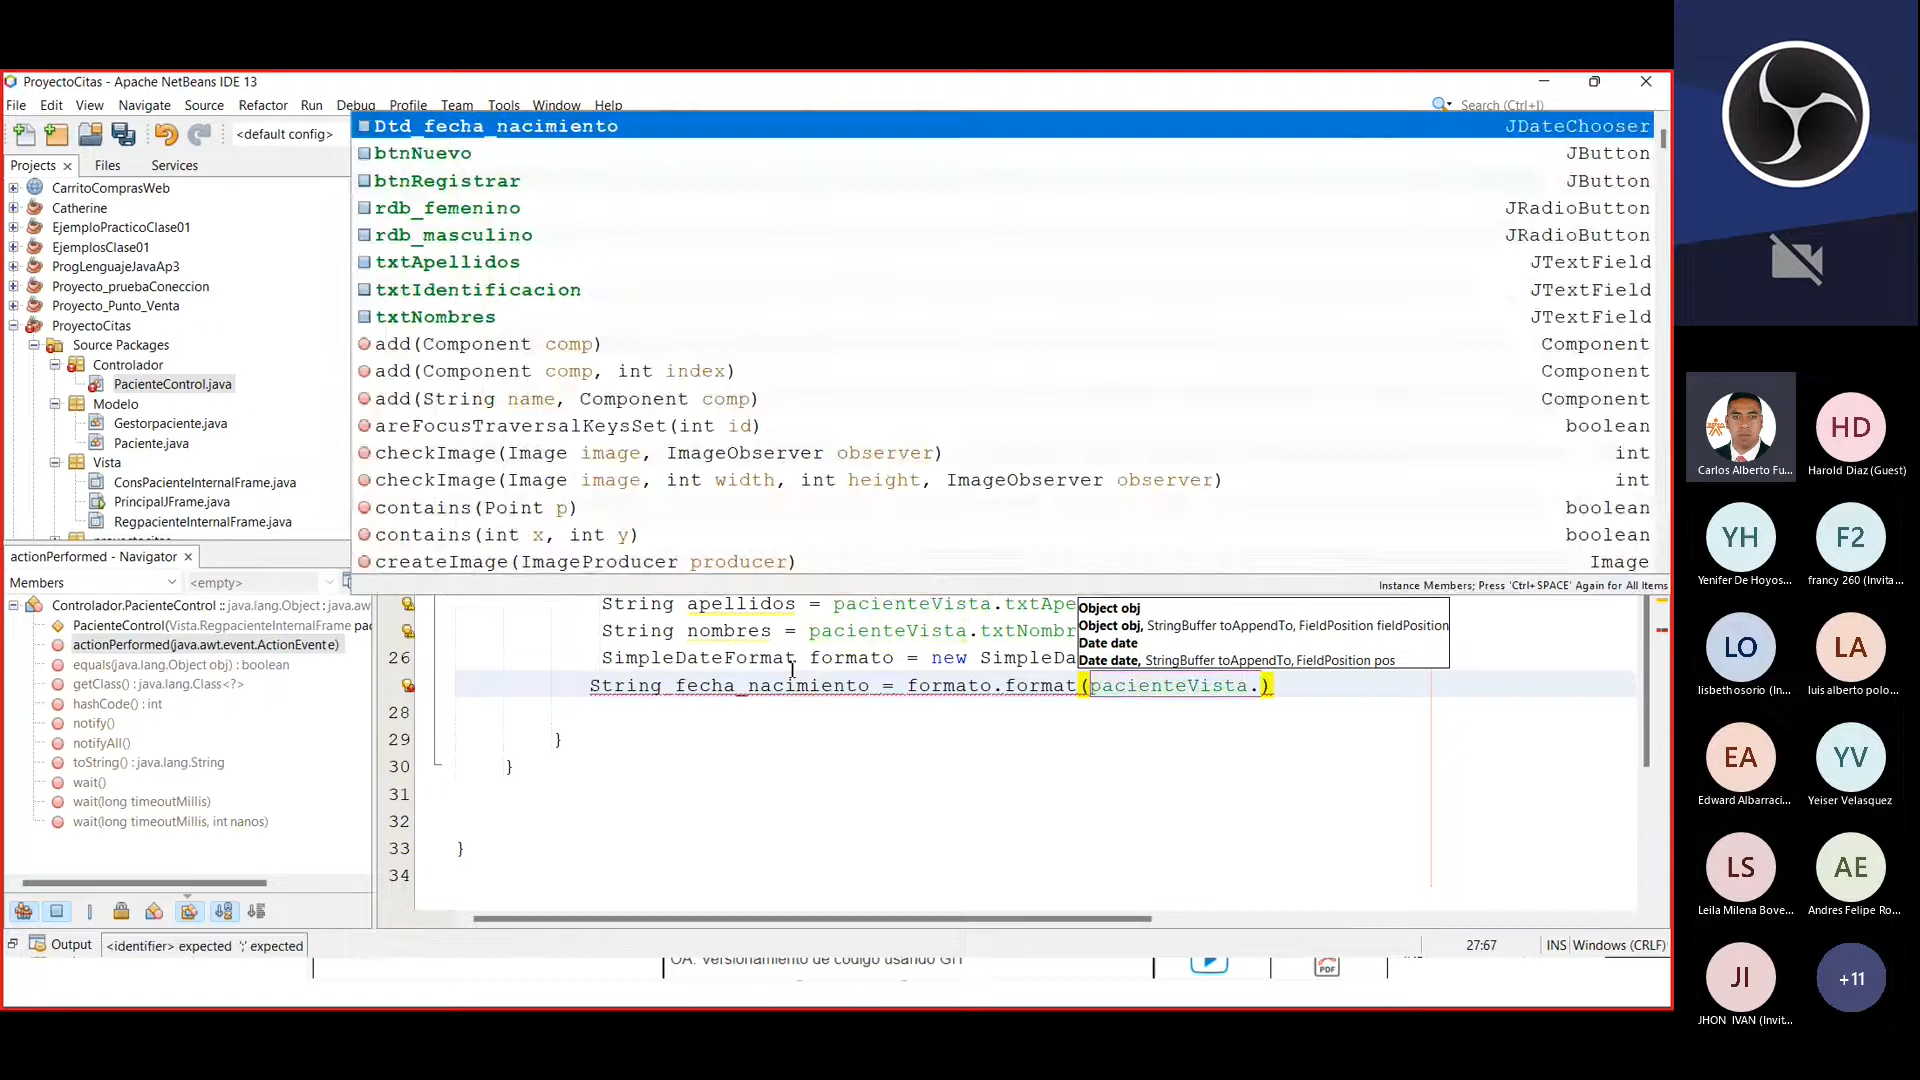 ProyectoCitas - Apache NetBeans IDE 13
File Edit View Navigate Source Refactor Run Debug Profile Team Tools Window Help
Search (Ctrl+I)
<default config>
Projects Files Services
CarritoComprasWeb
Catherine
EjemploPracticoClase01
EjemplosClase01
ProgLenguajeJavaAp3
Proyecto_pruebaConeccion
Proyecto_Punto_Venta
ProyectoCitas
Source Packages
Controlador
PacienteControl.java
Modelo
Gestorpaciente.java
Paciente.java
Vista
ConsPacienteInternalFrame.java
PrincipalJFrame.java
RegpacienteInternalFrame.java
Dtd_fecha_nacimiento JDateChooser
btnNuevo JButton
btnRegistrar JButton
rdb_femenino JRadioButton
rdb_masculino JRadioButton
txtApellidos JTextField
txtIdentificacion JTextField
txtNombres JTextField
add(Component comp) Component
add(Component comp, int index) Component
add(String name, Component comp) Component
areFocusTraversalKeysSet(int id) boolean
checkImage(Image image, ImageObserver observer) int
checkImage(Image image, int width, int height, ImageObserver observer) int
contains(Point p) boolean
contains(int x, int y) boolean
createImage(ImageProducer producer) Image
Instance Members; Press 'Ctrl+SPACE' Again for All Items
actionPerformed - Navigator
Members <empty>
Controlador.PacienteControl :: java.lang.Object : java.aw
PacienteControl(Vista.RegpacienteInternalFrame pac
actionPerformed(java.awt.event.ActionEvent e)
equals(java.lang.Object obj) : boolean
getClass() : java.lang.Class<?>
hashCode() : int
notify()
notifyAll()
toString() : java.lang.String
wait()
wait(long timeoutMillis)
wait(long timeoutMillis, int nanos)
String apellidos = pacienteVista.txtApe
String nombres = pacienteVista.txtNombr
26 SimpleDateFormat formato = new SimpleDa
String fecha_nacimiento = formato.format(pacienteVista.)
28
29 }
30 }
31
32
33 }
34
Object obj
Object obj, StringBuffer toAppendTo, FieldPosition fieldPosition
Date date
Date date, StringBuffer toAppendTo, FieldPosition pos
Output <identifier> expected ';' expected
27:67 INS Windows (CRLF)
OA. Versionamiento de código usando GIT
PDF
Carlos Alberto Fu...
HD
Harold Diaz (Guest)
YH
Yenifer De Hoyos...
F2
francy 260 (Invita...
LO
lisbeth osorio (In...
LA
luis alberto polo...
EA
Edward Albarraci...
YV
Yeiser Velasquez
LS
Leila Milena Bove...
AE
Andres Felipe Ro...
JI
JHON IVAN (Invit...
+11